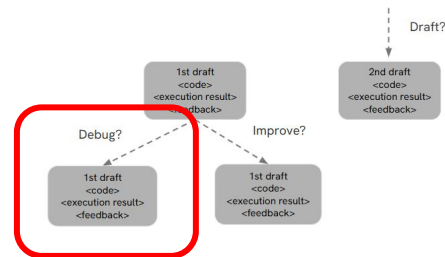 Draft?
1st draft
<code>
<execution result>
<feedback>
2nd draft
<code>
<execution result>
<feedback>
Debug?
Improve?
1st draft
<code>
<execution result>
<feedback>
1st draft
<code>
<execution result>
<feedback>